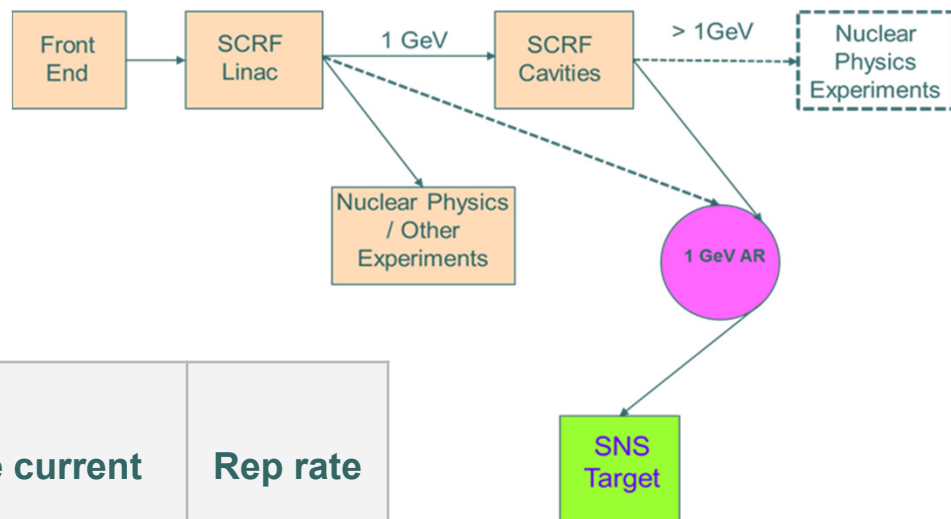 Front
End
SCRF
Linac
1 GeV
SCRF
Cavities
> 1GeV
Nuclear
Physics
Experiments
Nuclear Physics
/ Other
Experiments
1 GeV AR
SNS
Target
current
Rep rate